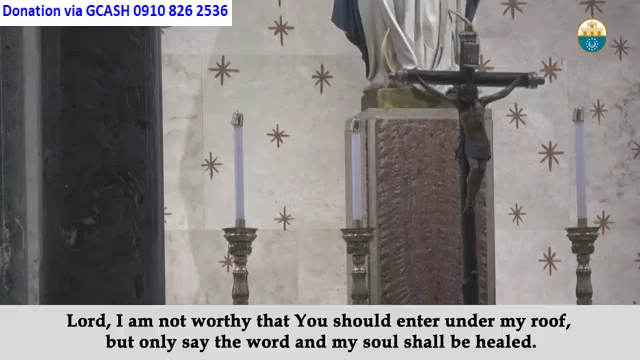 Donation via GCASH 0910 826 2536
Lord, I am not worthy that You should enter under my roof,
but only say the word and my soul shall be healed.